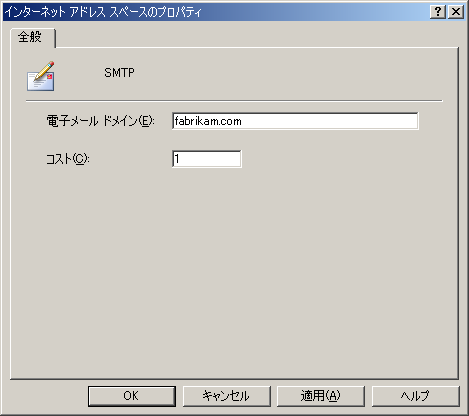 インターネット アドレス スペースのプロパティ
全般
SMTP
電子メール ドメイン(E): fabrikam.com
コスト(C): 1
OK キャンセル 適用(A) ヘルプ